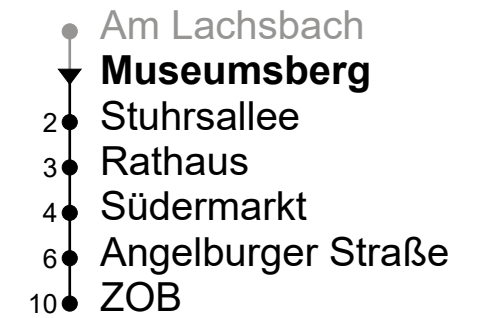 Am Lachsbach
Museumsberg
2 Stuhrsallee
3 Rathaus
4 Südermarkt
6 Angelburger Straße
10 ZOB